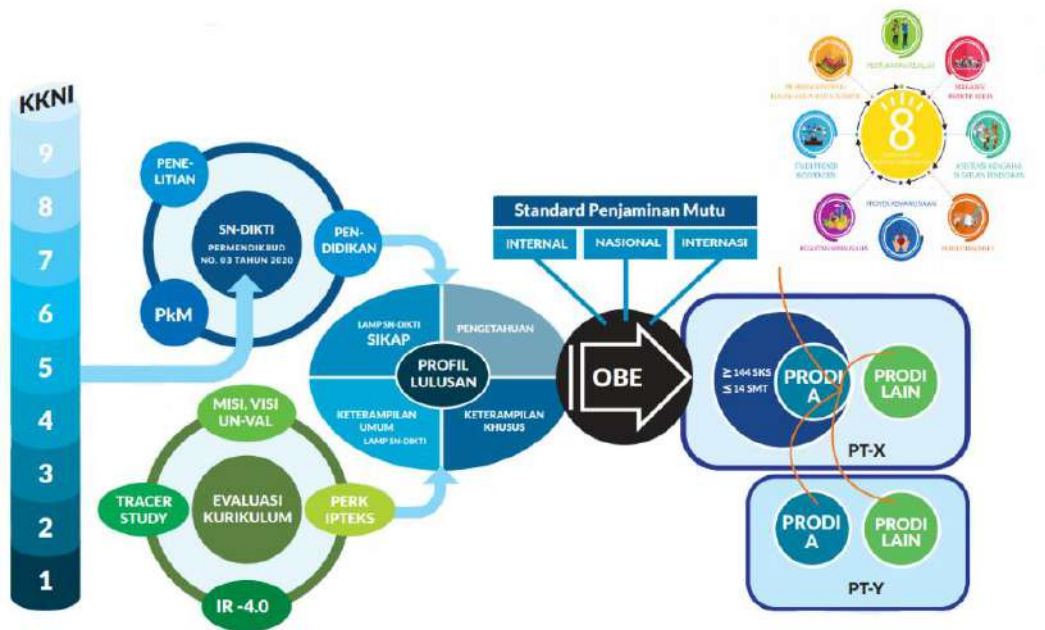 KKNI
9
8
7
6
5
4
3
2
1
PENE-
LITIAN
SN-DIKTI
PERMENDIKBUD
NO. 03 TAHUN 2020
PEN-
DIDIKAN
PkM
MISI, VISI
UN-VAL
TRACER
STUDY
EVALUASI
KURIKULUM
PERK
IPTEKS
IR -4.0
LAMP SN-DIKTI
SIKAP
PENGETAHUAN
PROFIL
LULUSAN
KETERAMPILAN
UMUM
LAMP SN-DIKTI
KETERAMPILAN
KHUSUS
Standard Penjaminan Mutu
INTERNAL
NASIONAL
INTERNASI
OBE
≥ 144 SKS
≤ 14 SMT
PRODI
A
PRODI
LAIN
PT-X
PRODI
A
PRODI
LAIN
PT-Y
8